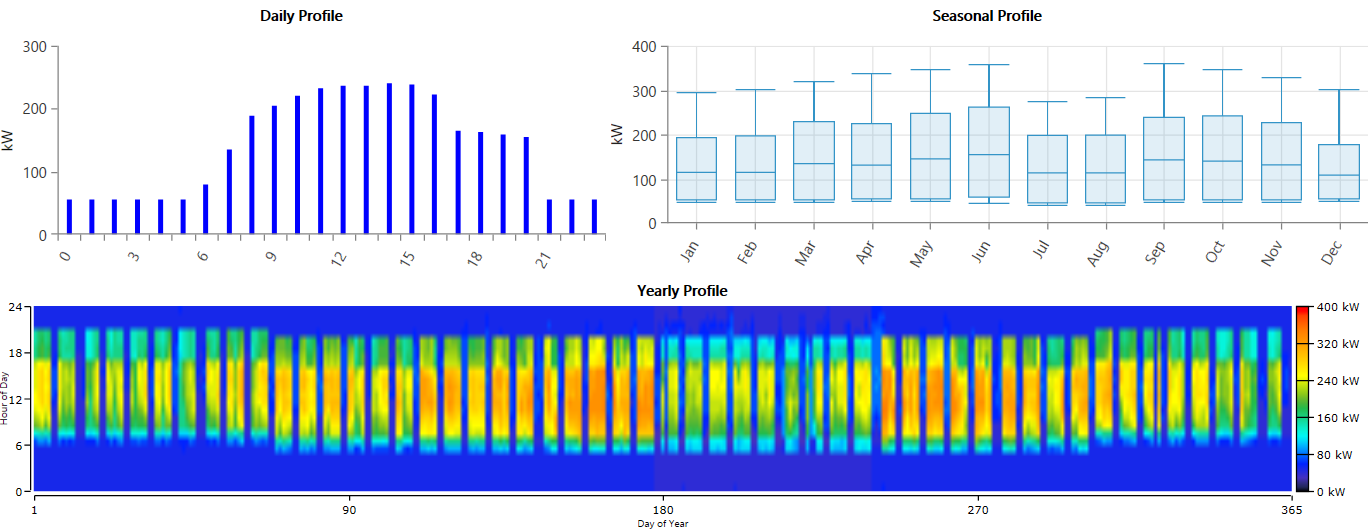 Daily Profile
300
200
100
0
kW
0
3
6
9
12
15
18
21
Seasonal Profile
400
300
200
100
0
kW
Jan
Feb
Mar
Apr
May
Jun
Jul
Aug
Sep
Oct
Nov
Dec
Yearly Profile
24
18
12
6
0
Hour of Day
1
90
180
270
365
Day of Year
400 kW
320 kW
240 kW
160 kW
80 kW
0 kW